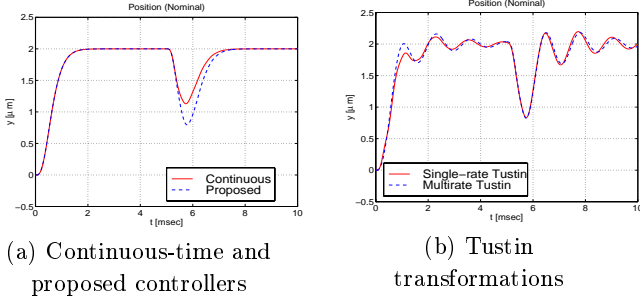 Position (Nominal)
y [μ m]
2.5
2
1.5
1
0.5
0
−0.5
0
2
4
6
8
10
t [msec]
Continuous
Proposed
(a) Continuous-time and
proposed controllers
Position (Nominal)
y [μ m]
2.5
2
1.5
1
0.5
0
−0.5
0
2
4
6
8
10
t [msec]
Single−rate Tustin
Multirate Tustin
(b) Tustin
transformations